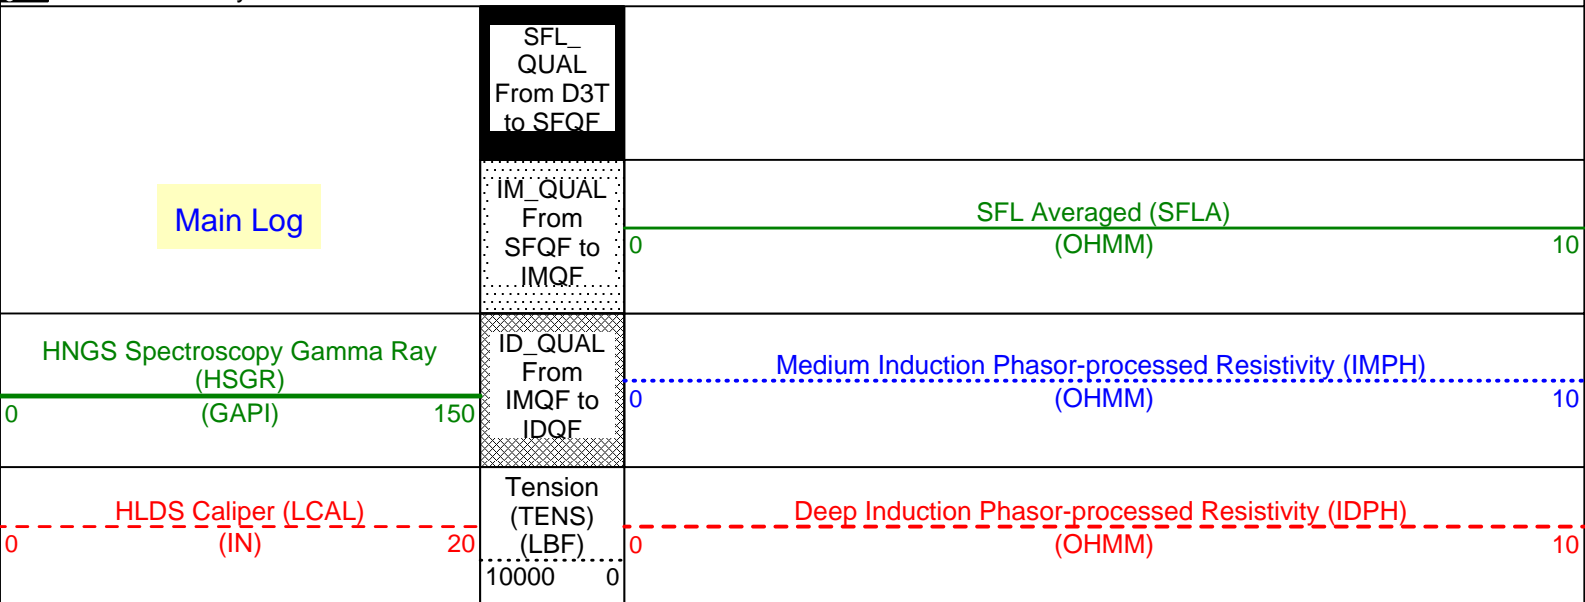 SFL_
QUAL
From D3T
to SFQF
Main Log
IM_QUAL
From
SFQF to
IMQF
SFL Averaged (SFLA)
0 (OHMM) 10
HNGS Spectroscopy Gamma Ray
(HSGR)
0 (GAPI) 150
ID_QUAL
From
IMQF to
IDQF
Medium Induction Phasor-processed Resistivity (IMPH)
0 (OHMM) 10
HLDS Caliper (LCAL)
0 (IN) 20
Tension
(TENS)
(LBF)
10000 0
Deep Induction Phasor-processed Resistivity (IDPH)
0 (OHMM) 10